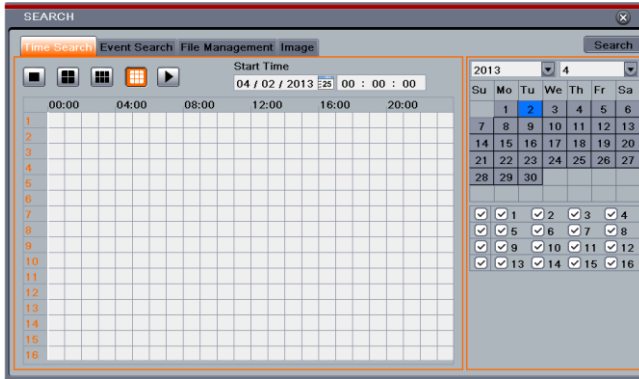 SEARCH
Time Search Event Search File Management Image Search
Start Time
04 / 02 / 2013 25 00 : 00 : 00
00:00 04:00 08:00 12:00 16:00 20:00
1
2
3
4
5
6
7
8
9
10
11
12
13
14
15
16
2013 4
Su Mo Tu We Th Fr Sa
1 2 3 4 5 6
7 8 9 10 11 12 13
14 15 16 17 18 19 20
21 22 23 24 25 26 27
28 29 30
1 2 3 4
5 6 7 8
9 10 11 12
13 14 15 16